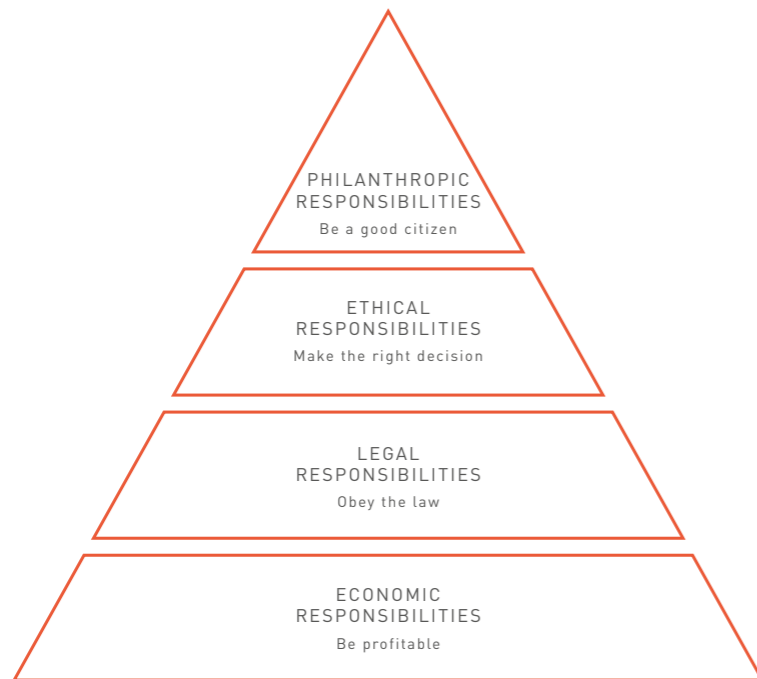 PHILANTHROPIC
RESPONSIBILITIES
Be a good citizen
ETHICAL
RESPONSIBILITIES
Make the right decision
LEGAL
RESPONSIBILITIES
Obey the law
ECONOMIC
RESPONSIBILITIES
Be profitable